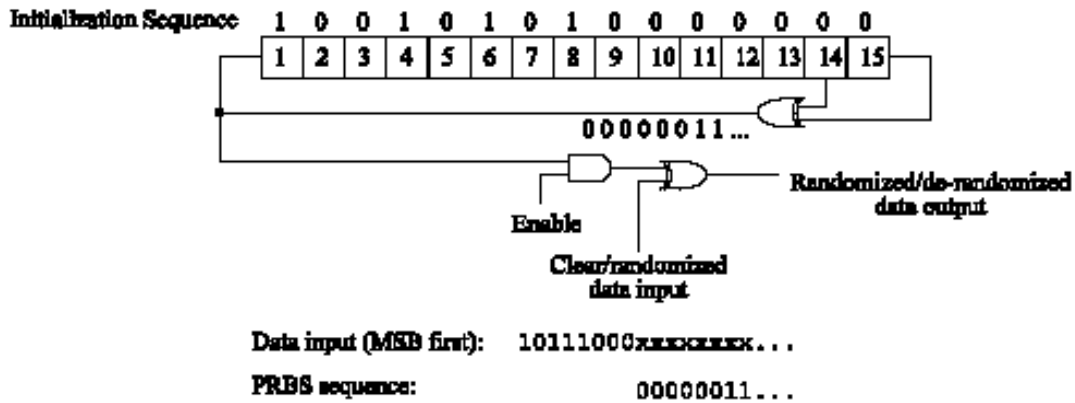 Initialization Sequence 1 0 0 1 0 1 0 1 0 0 0 0 0 0 0
1 2 3 4 5 6 7 8 9 10 11 12 13 14 15
00000011...
Enable
Clear/randomized
data input
Randomized/de-randomized
data output
Data input (MSB first): 10111000xxxxxxxx...
PRBS sequence: 00000011...